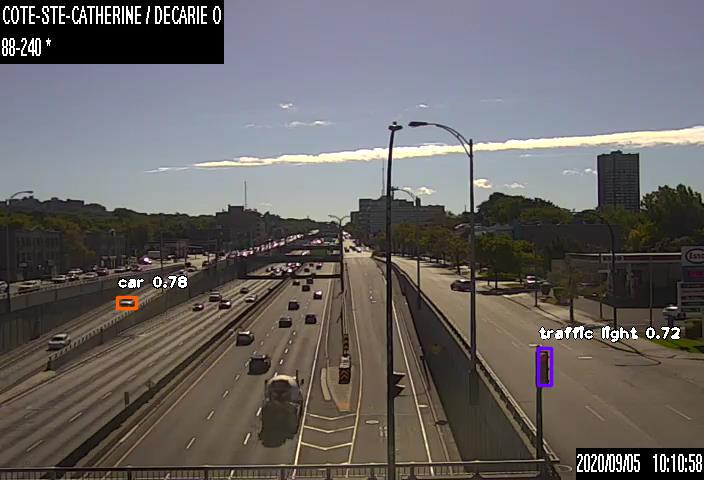 COTE-STE-CATHERINE / DECARIE O
88-240 *
car 0.78
traffic light 0.72
Esso
2020/09/05 10:10:58